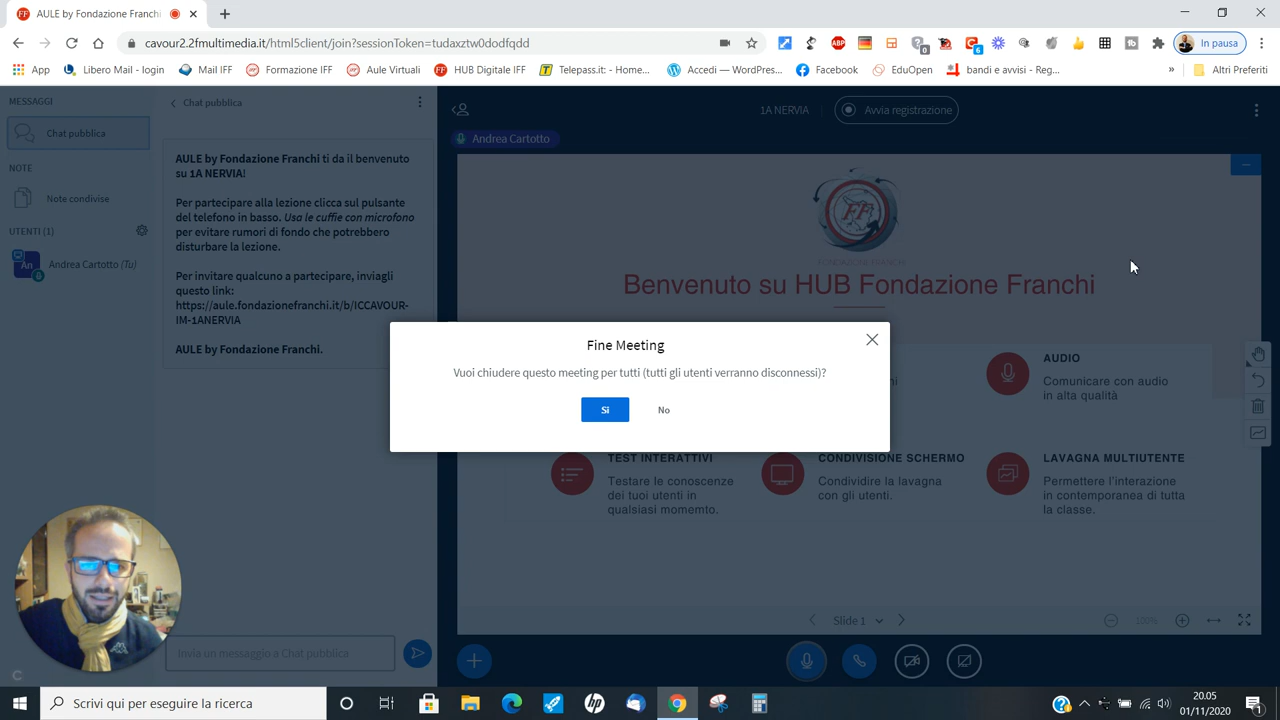 AULE by Fondazione Franchi
cavour2.2fmultimedia.it/html5client/join?sessionToken=tudaxztwdododfqdd
In pausa
App
Libero Mail - login
Mail IFF
Formazione IFF
Aule Virtuali
HUB Digitale IFF
Telepass.it: - Home...
Accedi — WordPres...
Facebook
EduOpen
bandi e avvisi - Reg...
»
Altri Preferiti
MESSAGGI
Chat pubblica
NOTE
Note condivise
UTENTI (1)
An
Andrea Cartotto (Tu)
Chat pubblica
AULE by Fondazione Franchi ti da il benvenuto
su 1A NERVIA!
Per partecipare alla lezione clicca sul pulsante
del telefono in basso. Usa le cuffie con microfono
per evitare rumori di fondo che potrebbero
disturbare la lezione.
Per invitare qualcuno a partecipare, inviagli
questo link:
https://aule.fondazionefranchi.it/b/ICCAVOUR-
IM-1ANERVIA
AULE by Fondazione Franchi.
Invia un messaggio a Chat pubblica
1A NERVIA
Avvia registrazione
Andrea Cartotto
FF
FONDAZIONE FRANCHI
Benvenuto su HUB Fondazione Franchi
Fine Meeting
Vuoi chiudere questo meeting per tutti (tutti gli utenti verranno disconnessi)?
Si
No
AUDIO
Comunicare con audio
in alta qualità
TEST INTERATTIVI
Testare le conoscenze
dei tuoi utenti in
qualsiasi momemto.
CONDIVISIONE SCHERMO
Condividere la lavagna
con gli utenti.
LAVAGNA MULTIUTENTE
Permettere l'interazione
in contemporanea di tutta
la classe.
Slide 1
100%
Scrivi qui per eseguire la ricerca
20.05
01/11/2020